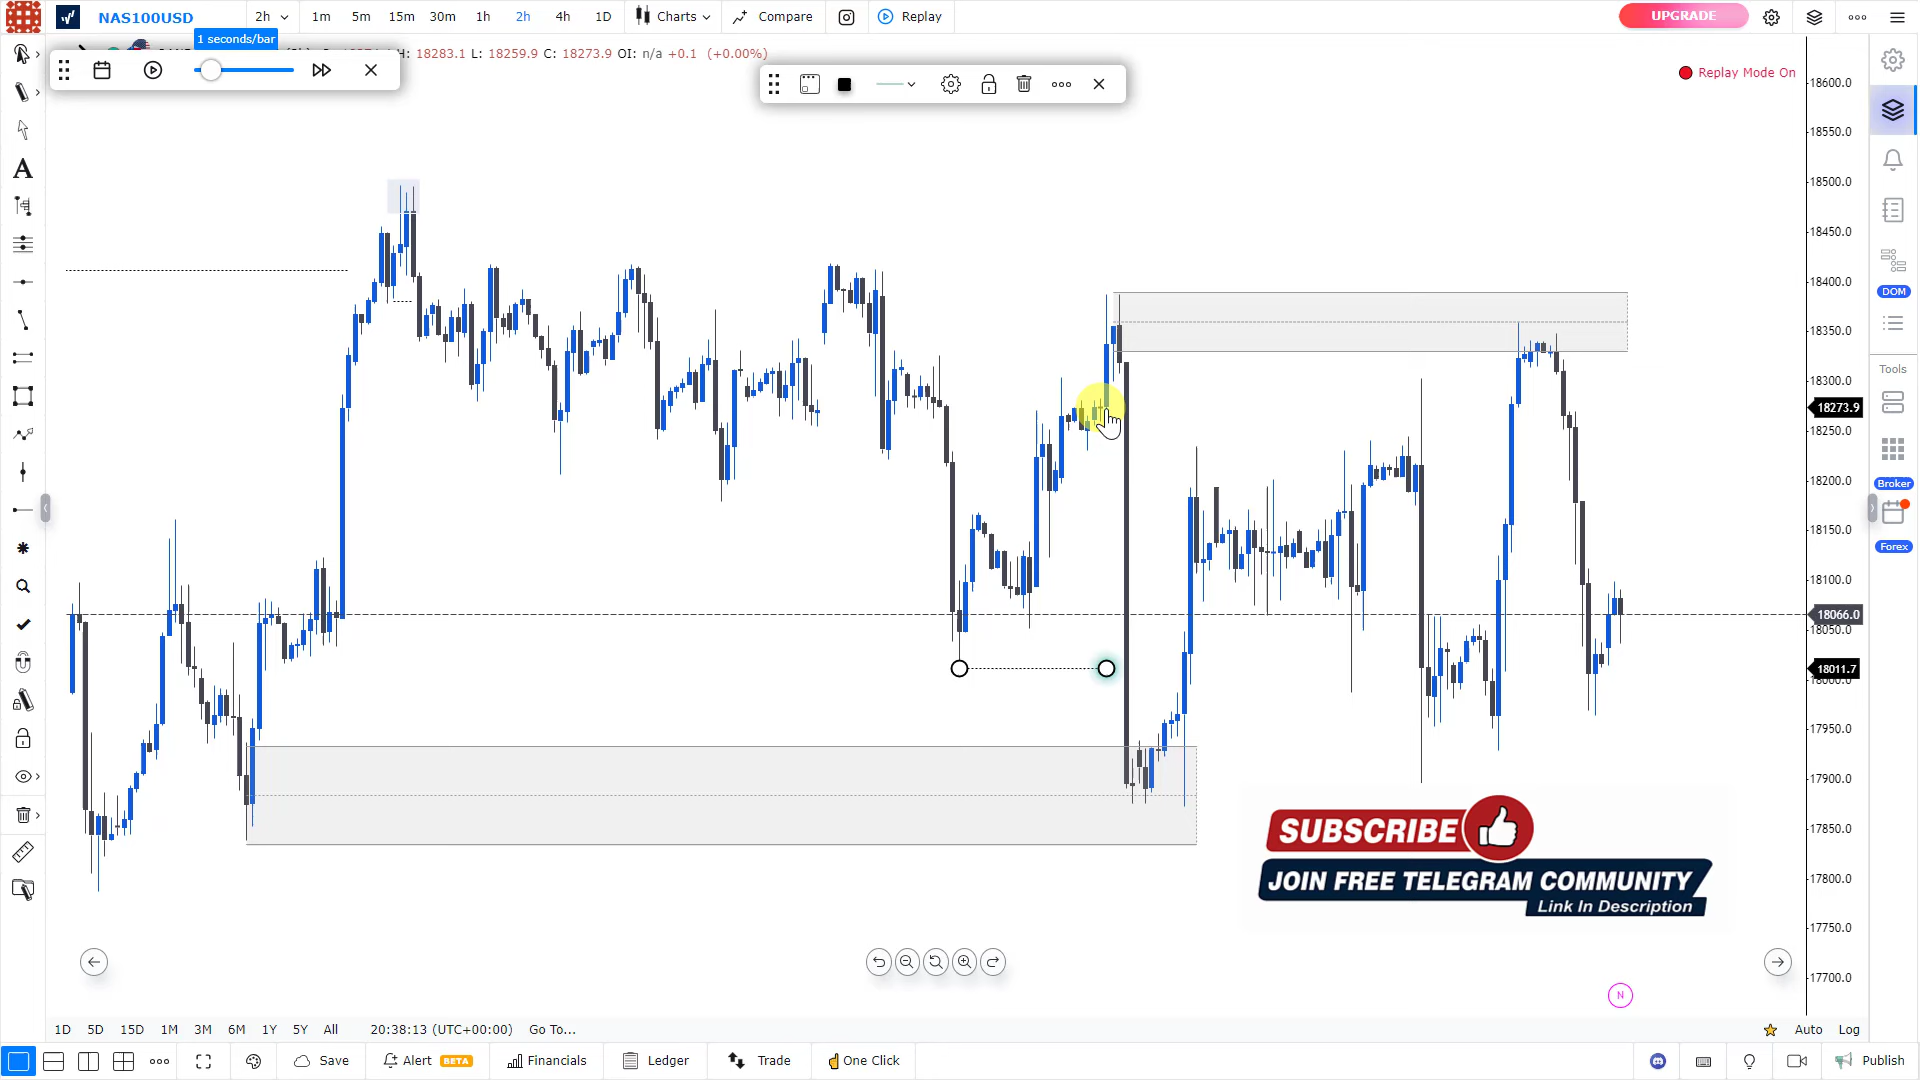 NAS100USD
2h
1m
5m
15m
30m
1h
2h
4h
1D
Charts
Compare
Replay
UPGRADE
1 seconds/bar
H: 18283.1 L: 18259.9 C: 18273.9 OI: n/a +0.1 (+0.00%)
Replay Mode On
18600.0
18550.0
18500.0
18450.0
18400.0
18350.0
18300.0
18273.9
18250.0
18200.0
18150.0
18100.0
18066.0
18050.0
18011.7
18000.0
17950.0
17900.0
17850.0
17800.0
17750.0
17700.0
DOM
Tools
Broker
Forex
A
SUBSCRIBE
JOIN FREE TELEGRAM COMMUNITY
Link In Description
N
1D
5D
15D
1M
3M
6M
1Y
5Y
All
20:38:13 (UTC+00:00)
Go To...
Auto
Log
Save
Alert BETA
Financials
Ledger
Trade
One Click
Publish